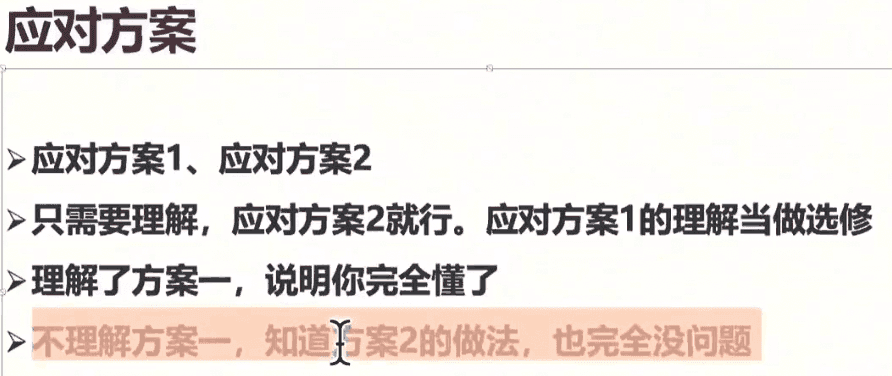 应对方案
应对方案1、应对方案2
只需要理解，应对方案2就行。应对方案1的理解当做选修
理解了方案一，说明你完全懂了
不理解方案一，知道方案2的做法，也完全没问题